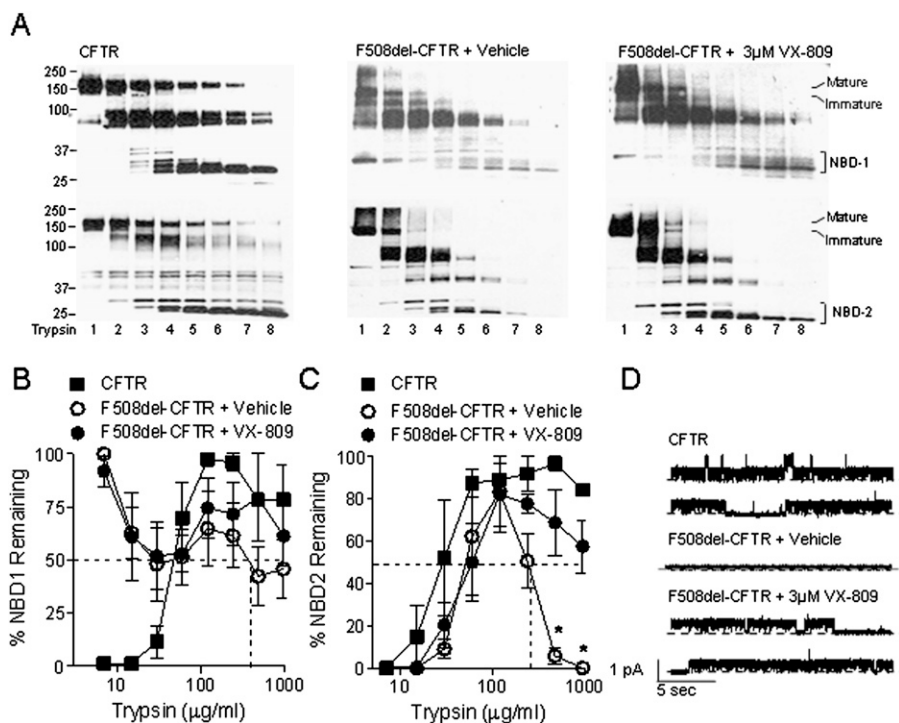 A
CFTR
F508del-CFTR + Vehicle
F508del-CFTR + 3µM VX-809
250
150
100
37
25
250
150
100
37
25
Mature
Immature
NBD-1
Mature
Immature
NBD-2
Trypsin 1 2 3 4 5 6 7 8
1 2 3 4 5 6 7 8
1 2 3 4 5 6 7 8
B
CFTR
F508del-CFTR + Vehicle
F508del-CFTR + VX-809
% NBD1 Remaining
100
75
50
25
0
10 100 1000
Trypsin (µg/ml)
C
CFTR
F508del-CFTR + Vehicle
F508del-CFTR + VX-809
% NBD2 Remaining
100
80
60
40
20
0
* *
10 100 1000
Trypsin (µg/ml)
D
CFTR
F508del-CFTR + Vehicle
F508del-CFTR + 3µM VX-809
1 pA
5 sec